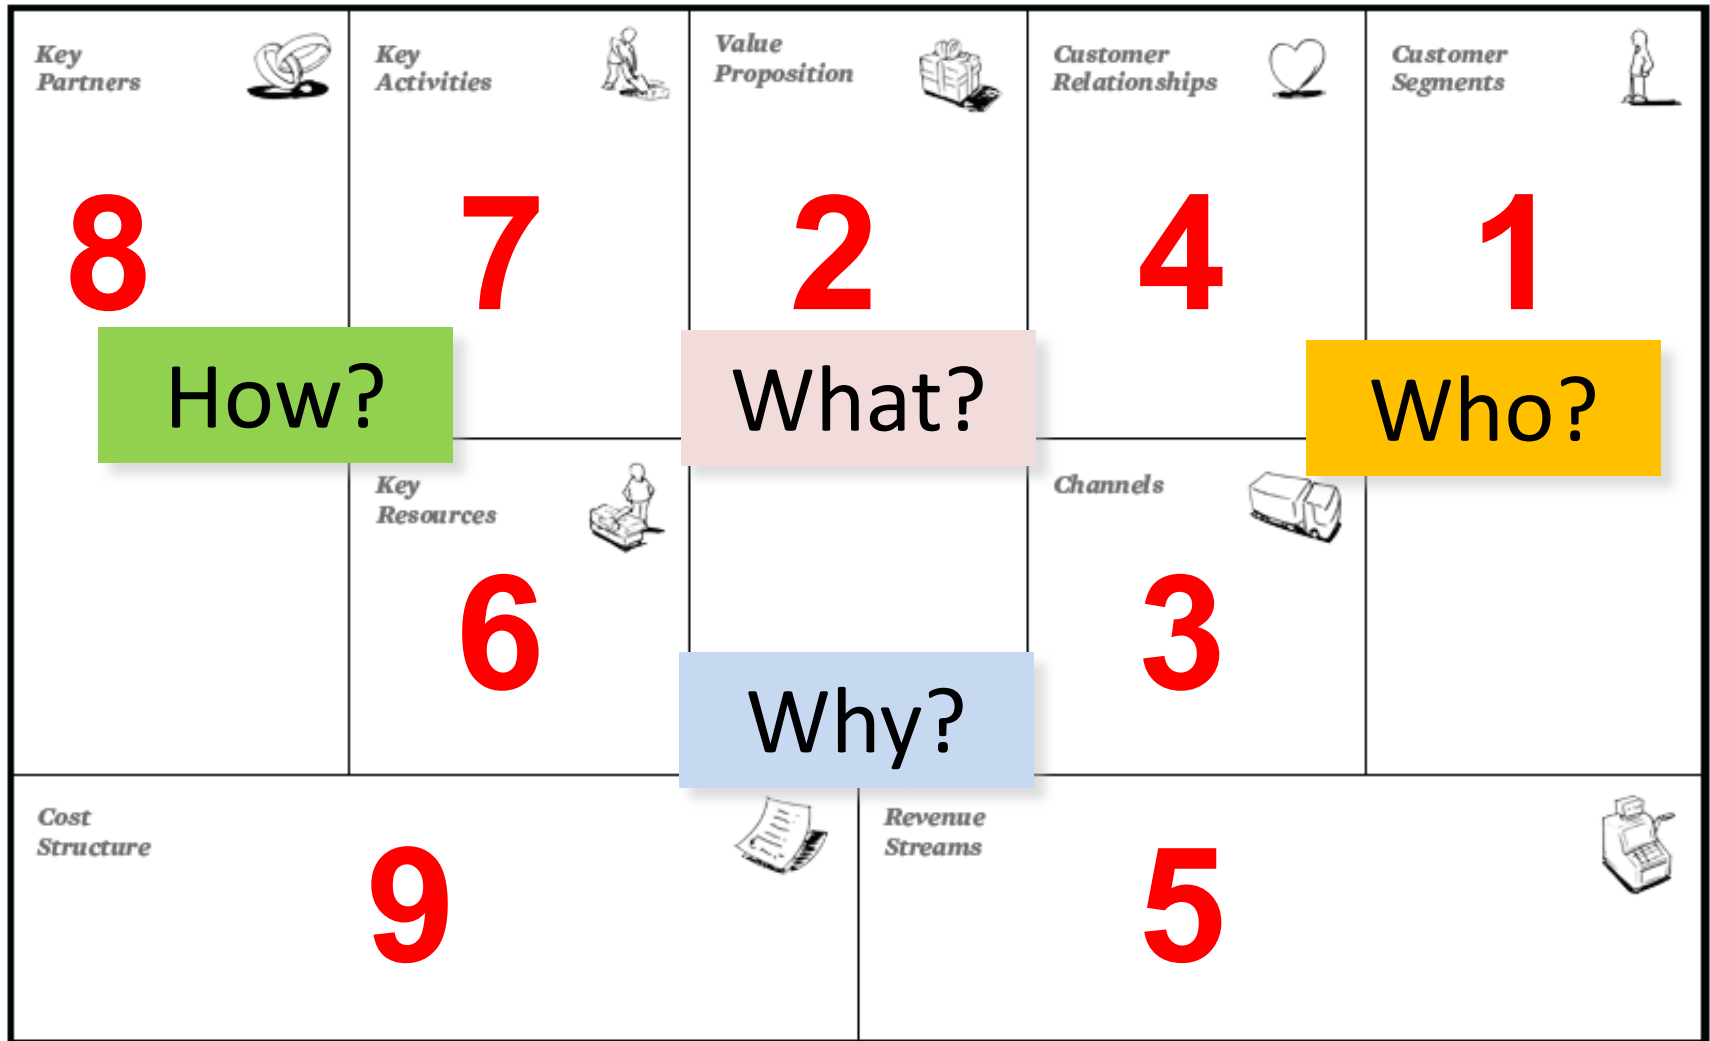 Key
Partners
8
Key
Activities
7
Value
Proposition
2
Customer
Relationships
4
Customer
Segments
1
How?
What?
Who?
Key
Resources
6
Channels
3
Why?
Cost
Structure
9
Revenue
Streams
5